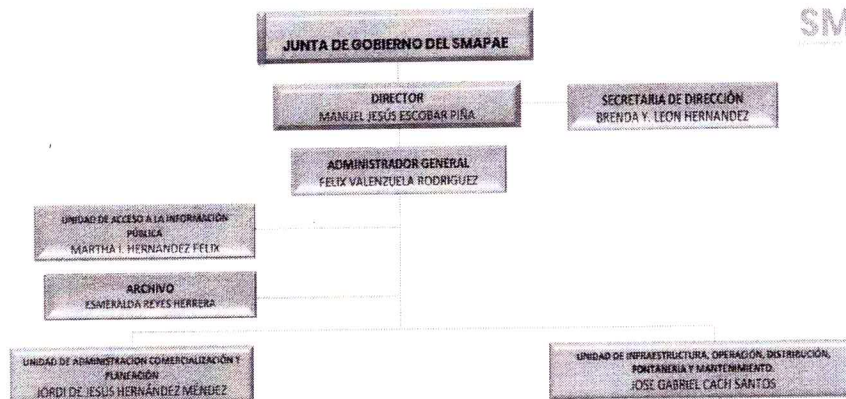 SM
JUNTA DE GOBIERNO DEL SMAPAE
DIRECTOR
MANUEL JESÚS ESCOBAR PIÑA
SECRETARIA DE DIRECCIÓN
BRENDA Y. LEON HERNANDEZ
ADMINISTRADOR GENERAL
FELIX VALENZUELA RODRIGUEZ
UNIDAD DE ACCESO A LA INFORMACIÓN
PÚBLICA
MARTHA I. HERNANDEZ FELIX
ARCHIVO
ESMERALDA REYES HERRERA
UNIDAD DE ADMINISTRACION COMERCIALIZACIÓN Y
PLANEACIÓN
JORDI DE JESUS HERNÁNDEZ MÉNDEZ
UNIDAD DE INFRAESTRUCTURA, OPERACIÓN, DISTRIBUCIÓN,
FONTANERIA Y MANTENIMIENTO.
JOSE GABRIEL CACH SANTOS